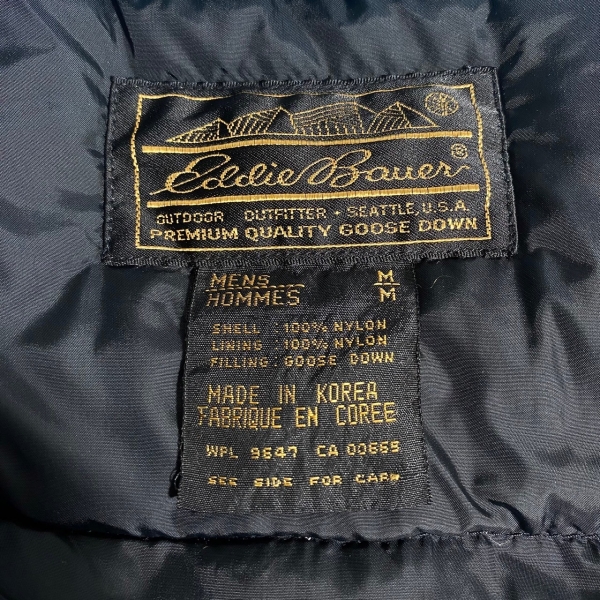 Eddie Bauer®
OUTDOOR OUTFITTER • SEATTLE, U.S.A.
PREMIUM QUALITY GOOSE DOWN
MENS M
HOMMES M
SHELL : 100% NYLON
LINING : 100% NYLON
FILLING : GOOSE DOWN
MADE IN KOREA
FABRIQUE EN COREE
WPL 9647 CA 00665
SEE SIDE FOR CARE